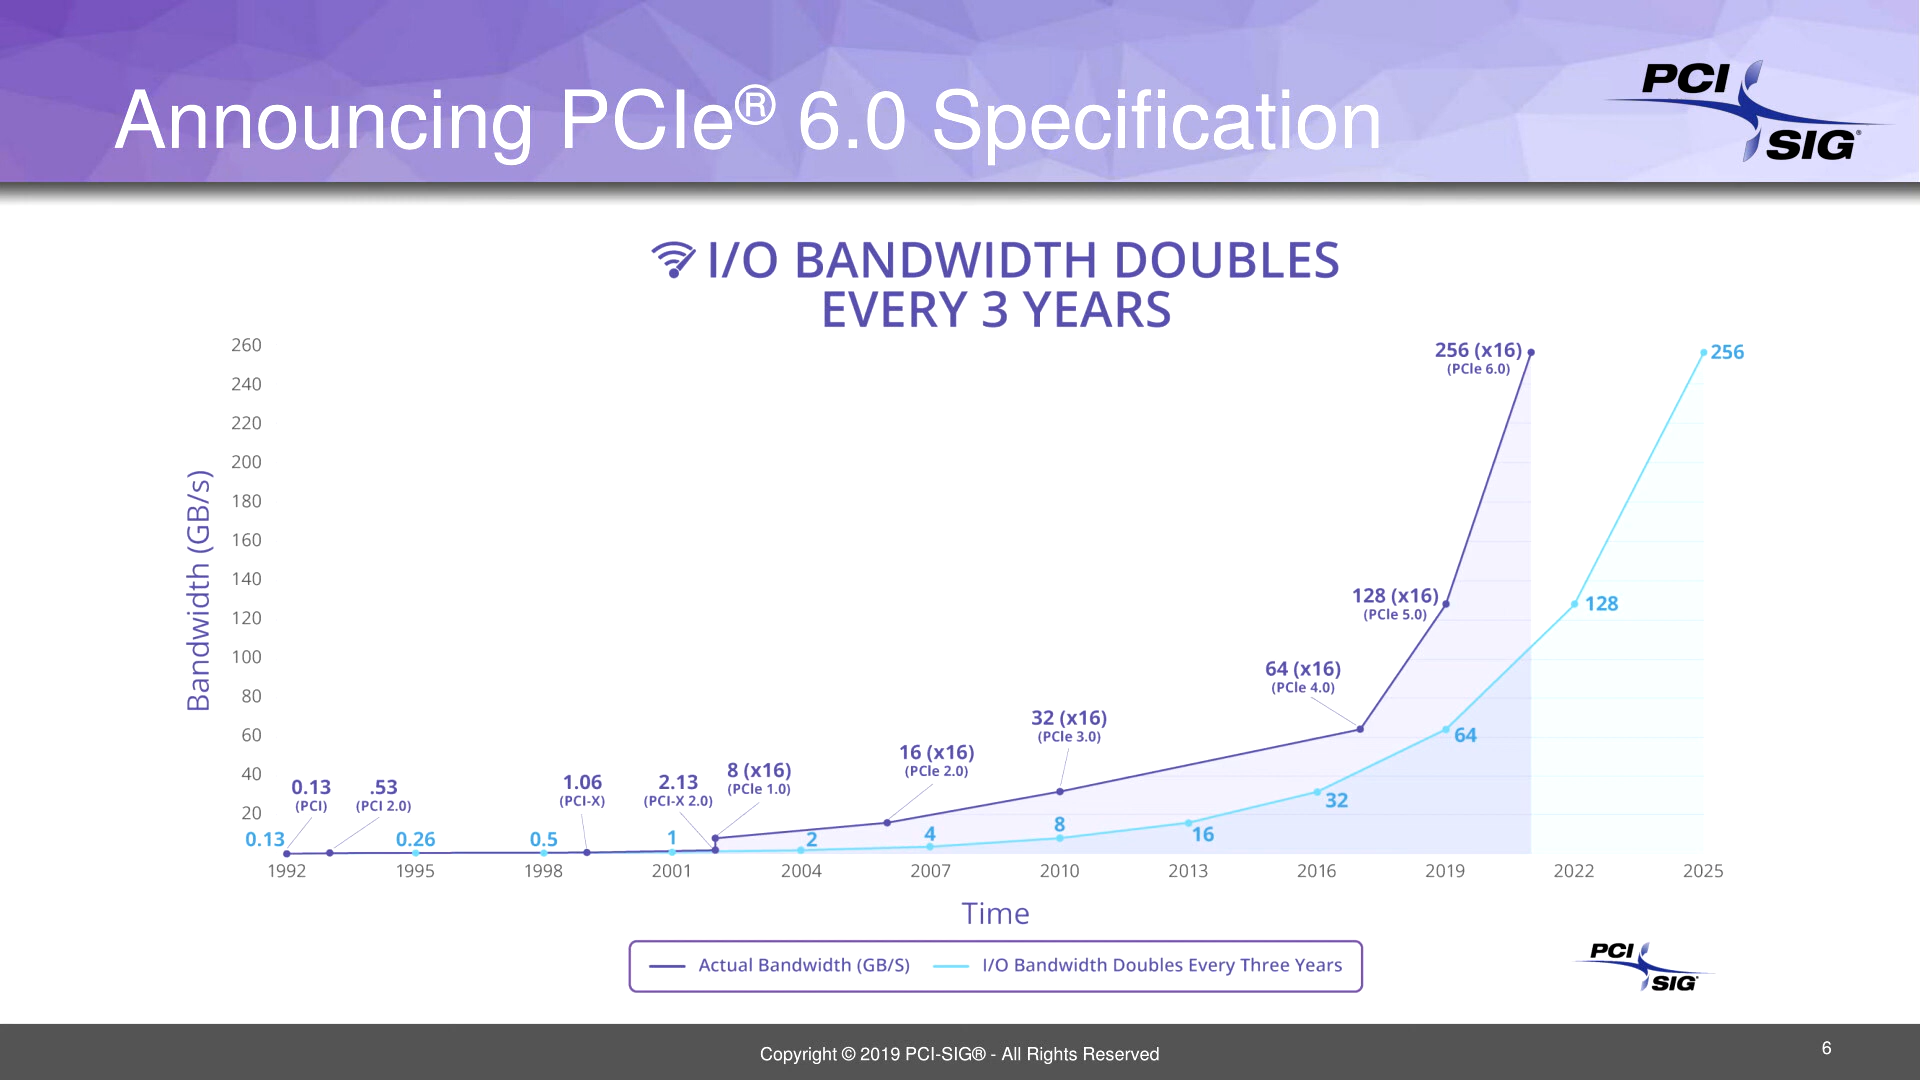 Announcing PCIe® 6.0 Specification
PCI
SIG®
I/O BANDWIDTH DOUBLES
EVERY 3 YEARS
Bandwidth (GB/s)
260
240
220
200
180
160
140
120
100
80
60
40
20
256 (x16)
(PCIe 6.0)
256
128 (x16)
(PCIe 5.0)
128
64 (x16)
(PCIe 4.0)
64
32 (x16)
(PCIe 3.0)
32
16 (x16)
(PCIe 2.0)
16
8 (x16)
(PCIe 1.0)
8
2.13
(PCI-X 2.0)
1.06
(PCI-X)
.53
(PCI 2.0)
0.13
(PCI)
0.13
0.26
0.5
1
2
4
1992 1995 1998 2001 2004 2007 2010 2013 2016 2019 2022 2025
Time
Actual Bandwidth (GB/S) I/O Bandwidth Doubles Every Three Years
PCI
SIG®
Copyright © 2019 PCI-SIG® - All Rights Reserved
6